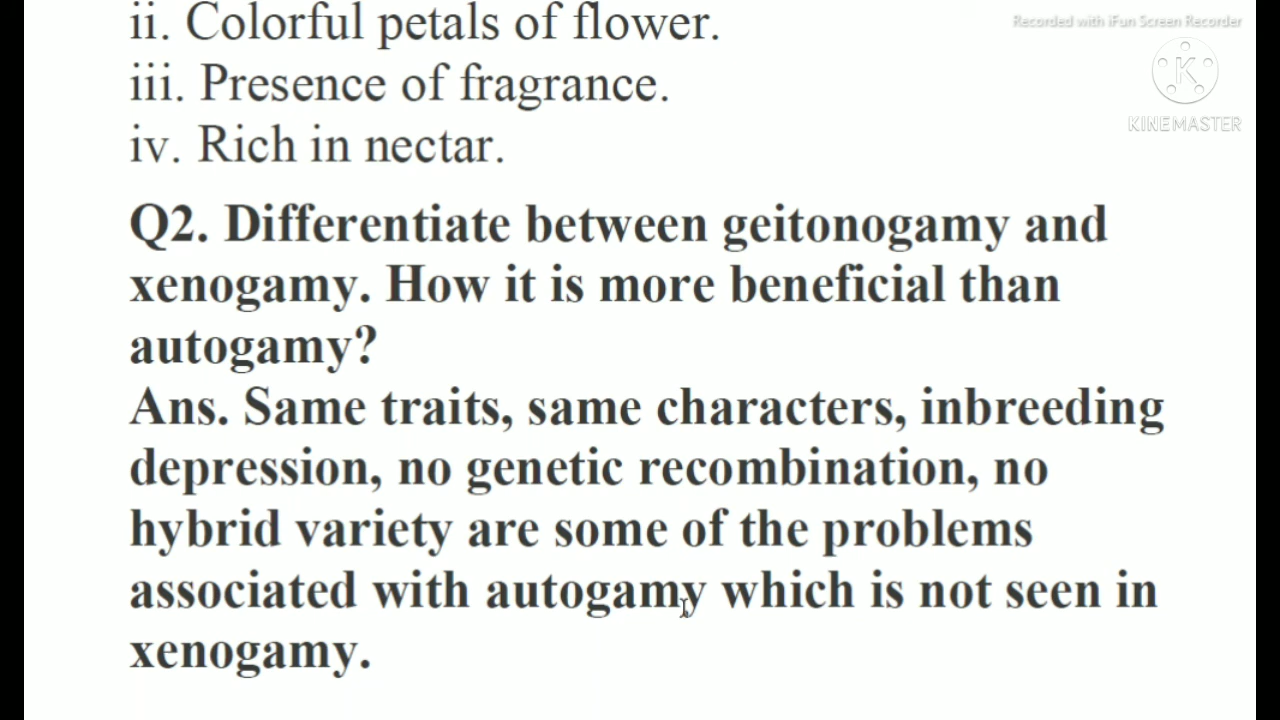 ii. Colorful petals of flower.
Recorded with iFun Screen Recorder
iii. Presence of fragrance.
K
KINEMASTER
iv. Rich in nectar.
Q2. Differentiate between geitonogamy and
xenogamy. How it is more beneficial than
autogamy?
Ans. Same traits, same characters, inbreeding
depression, no genetic recombination, no
hybrid variety are some of the problems
associated with autogamy which is not seen in
xenogamy.